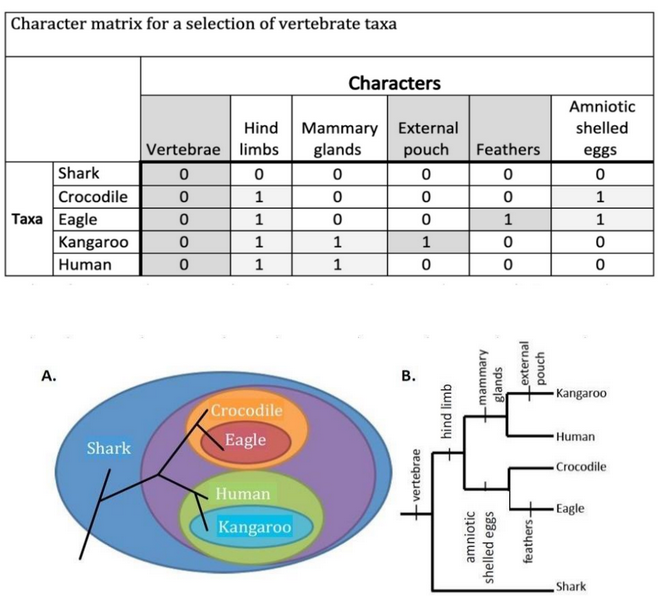 Character matrix for a selection of vertebrate taxa
Characters
Vertebrae Hind limbs Mammary glands External pouch Feathers Amniotic shelled eggs
Taxa
Shark 0 0 0 0 0 0
Crocodile 0 1 0 0 0 1
Eagle 0 1 0 0 1 1
Kangaroo 0 1 1 1 0 0
Human 0 1 1 0 0 0
A.
Shark
Crocodile
Eagle
Human
Kangaroo
B.
vertebrae
hind limb
mammary
glands
external
pouch
amniotic
shelled eggs
feathers
Kangaroo
Human
Crocodile
Eagle
Shark